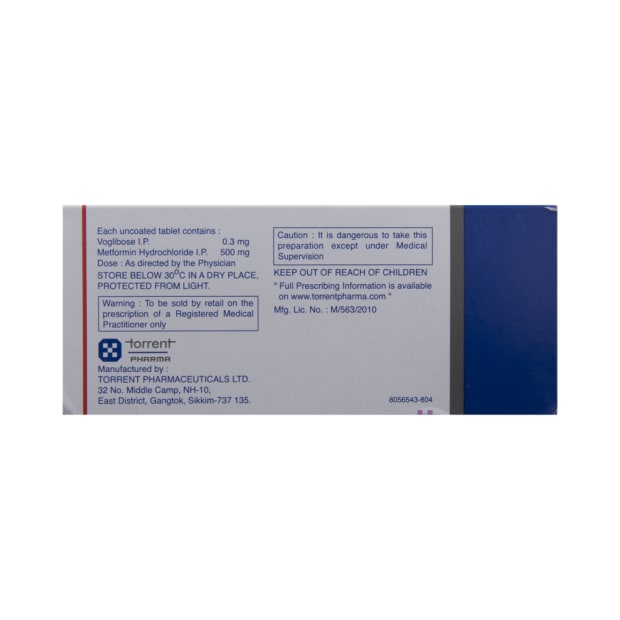 Each uncoated tablet contains :
Voglibose I.P. 0.3 mg
Metformin Hydrochloride I.P. 500 mg
Dose : As directed by the Physician
STORE BELOW 30°C IN A DRY PLACE,
PROTECTED FROM LIGHT.
Warning : To be sold by retail on the
prescription of a Registered Medical
Practitioner only
torrent
PHARMA
Manufactured by :
TORRENT PHARMACEUTICALS LTD.
32 No. Middle Camp, NH-10,
East District, Gangtok, Sikkim-737 135.
Caution : It is dangerous to take this
preparation except under Medical
Supervision
KEEP OUT OF REACH OF CHILDREN
" Full Prescribing Information is available
on www.torrentpharma.com "
Mfg. Lic. No. : M/563/2010
8056543-804